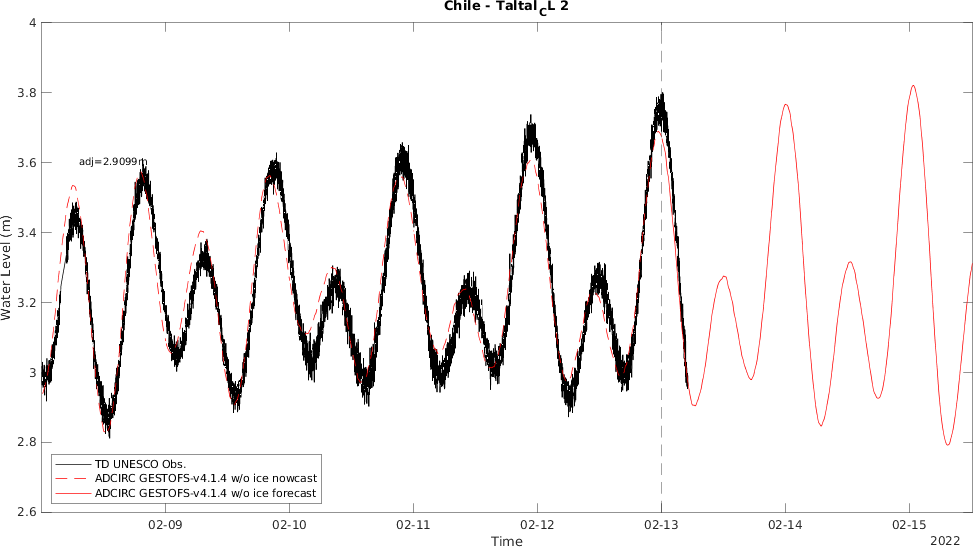 Chile - Taltal_CL 2
4
3.8
3.6
3.4
3.2
3
2.8
2.6
Water Level (m)
adj=2.9099m
TD UNESCO Obs.
ADCIRC GESTOFS-v4.1.4 w/o ice nowcast
ADCIRC GESTOFS-v4.1.4 w/o ice forecast
02-09
02-10
02-11
02-12
02-13
02-14
02-15
Time
2022